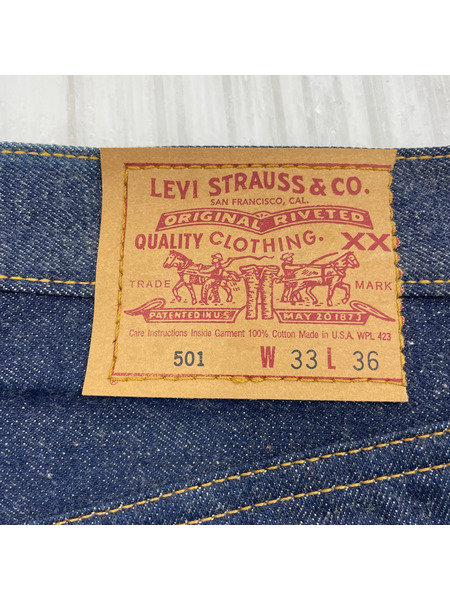 LEVI STRAUSS & CO.
SAN FRANCISCO, CAL.
ORIGINAL RIVETED
QUALITY CLOTHING. XX
TRADE MARK
PATENTED IN U.S. MAY 20 1873
Care Instructions Inside Garment 100% Cotton Made in U.S.A. WPL 423
501 W 33 L 36
®